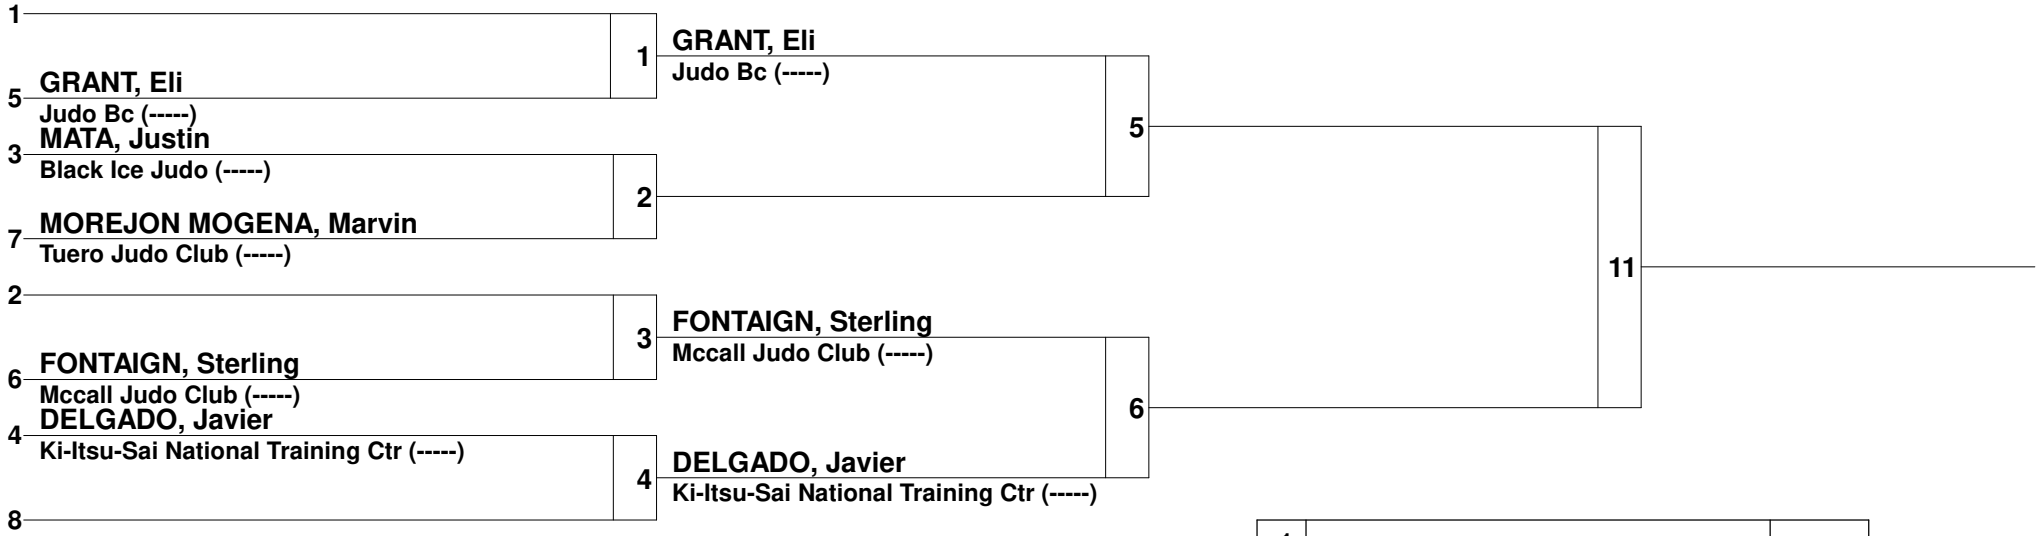 1
1
GRANT, Eli
Judo Bc (-----)
GRANT, Eli
5
Judo Bc (-----)
5
MATA, Justin
3
Black Ice Judo (-----)
2
MOREJON MOGENA, Marvin
7
Tuero Judo Club (-----)
11
2
3
FONTAIGN, Sterling
Mccall Judo Club (-----)
FONTAIGN, Sterling
6
Mccall Judo Club (-----)
6
DELGADO, Javier
4
Ki-Itsu-Sai National Training Ctr (-----)
4
DELGADO, Javier
Ki-Itsu-Sai National Training Ctr (-----)
8